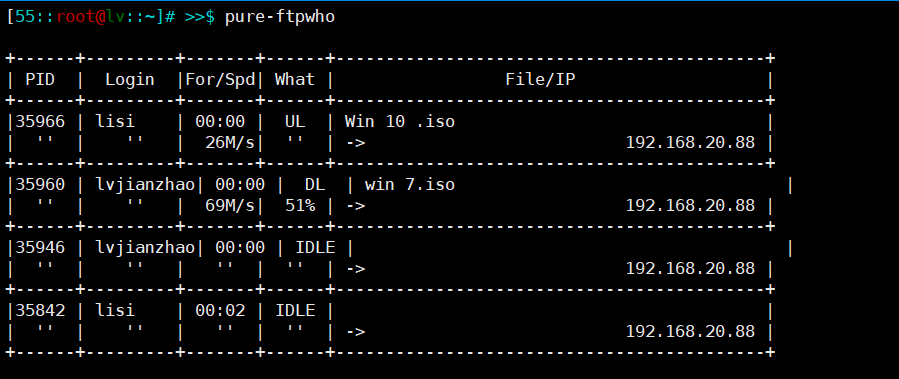 [55::root@lv::~]# >>$ pure-ftpwho
+------+---------+-------+------+-------------------------------------------+
| PID  |  Login  |For/Spd| What |                 File/IP                   |
+------+---------+-------+------+-------------------------------------------+
|35966 | lisi    | 00:00 |  UL  | Win 10 .iso                               |
|  ''  |    ''   |  26M/s|  ''  | ->                          192.168.20.88 |
+------+---------+-------+------+-------------------------------------------+
|35960 | lvjianzhao| 00:00 |  DL  | win 7.iso                                 |
|  ''  |    ''   |  69M/s|  51% | ->                          192.168.20.88 |
+------+---------+-------+------+-------------------------------------------+
|35946 | lvjianzhao| 00:00 | IDLE |                                           |
|  ''  |    ''   |   ''  |  ''  | ->                          192.168.20.88 |
+------+---------+-------+------+-------------------------------------------+
|35842 | lisi    | 00:02 | IDLE |                                           |
|  ''  |    ''   |   ''  |  ''  | ->                          192.168.20.88 |
+------+---------+-------+------+-------------------------------------------+